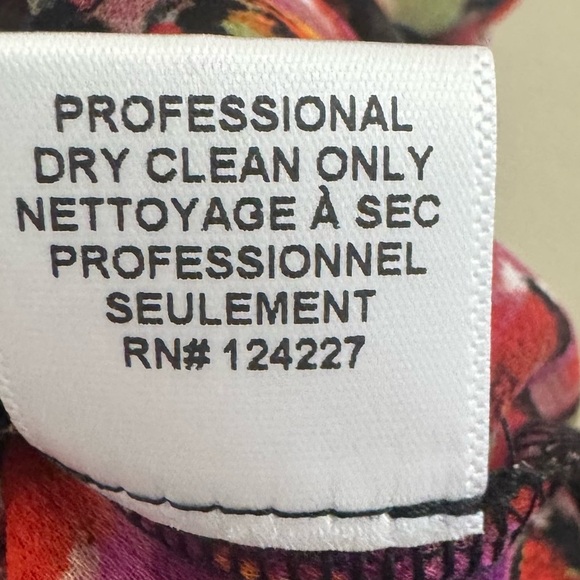 PROFESSIONAL
DRY CLEAN ONLY
NETTOYAGE À SEC
PROFESSIONNEL
SEULEMENT
RN# 124227